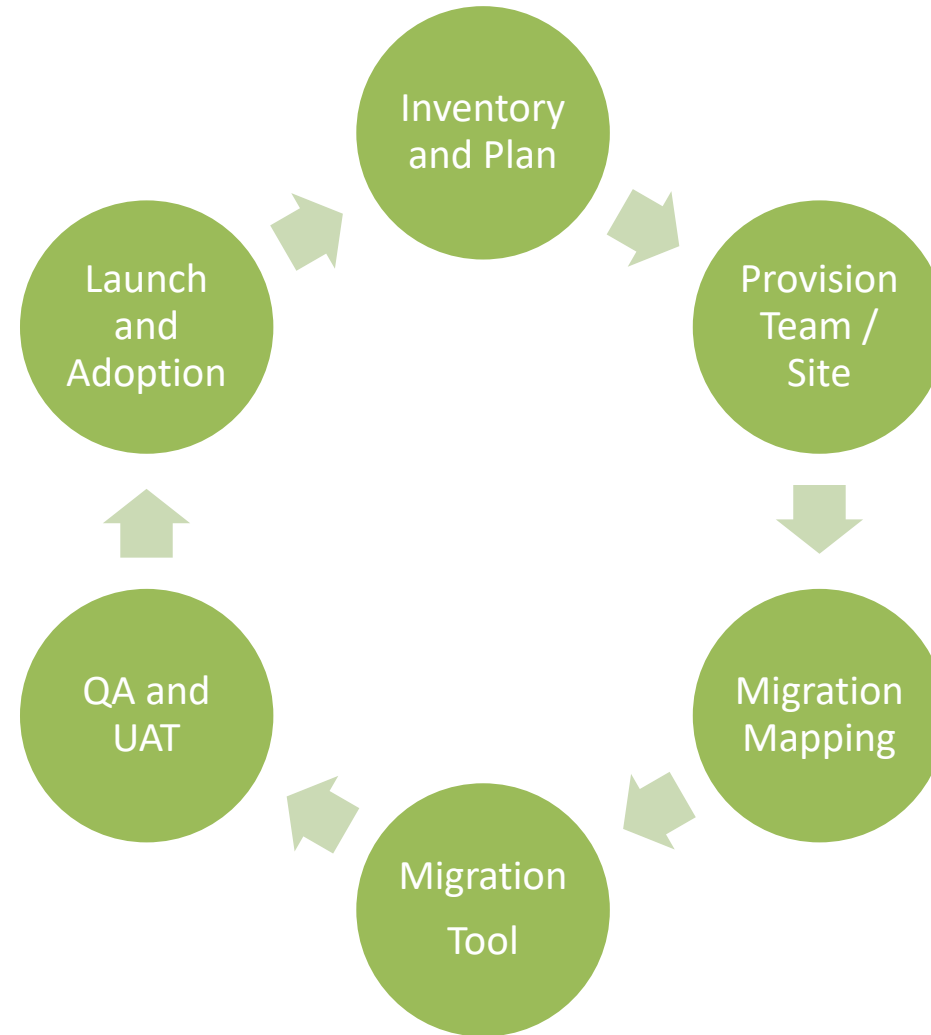 Inventory
and Plan
Provision
Team /
Site
Migration
Mapping
Migration
Tool
QA and
UAT
Launch
and
Adoption